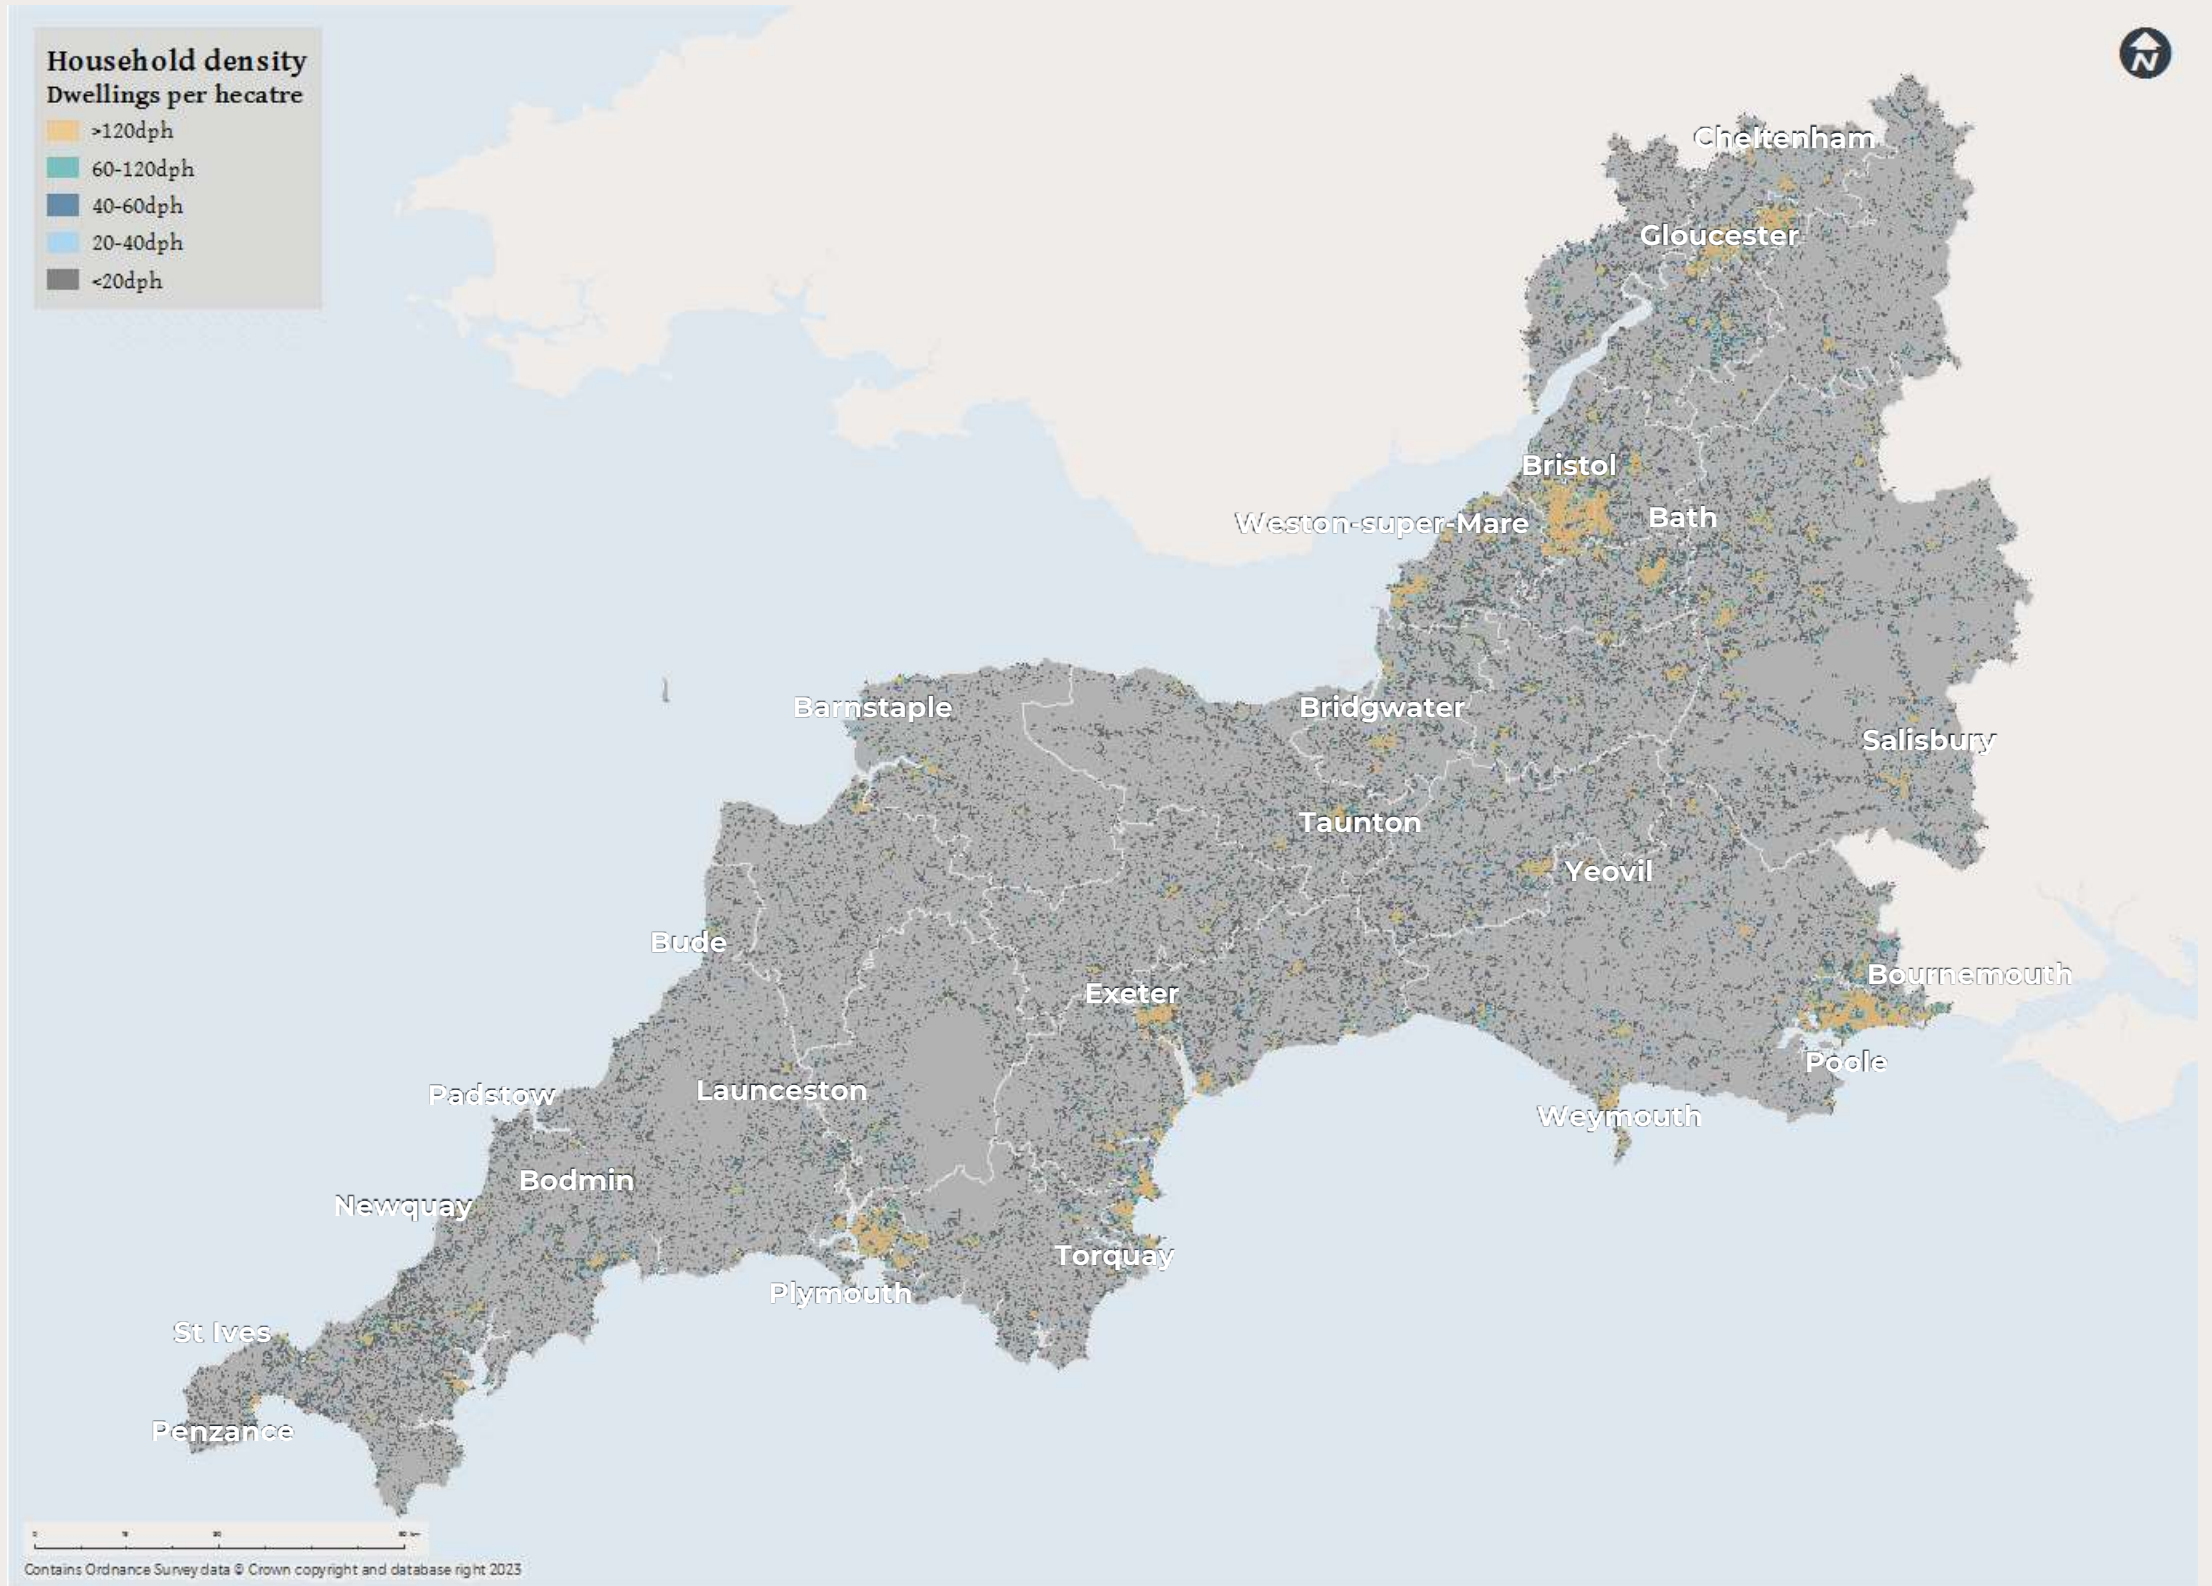 Household density
Dwellings per hecatre
>120dph
60-120dph
40-60dph
20-40dph
<20dph
N
Cheltenham
Gloucester
Bristol
Weston-super-Mare
Bath
Barnstaple
Bridgwater
Salisbury
Taunton
Yeovil
Bude
Exeter
Bournemouth
Poole
Padstow
Launceston
Weymouth
Bodmin
Newquay
Torquay
Plymouth
St Ives
Penzance
Contains Ordnance Survey data © Crown copyright and database right 2023